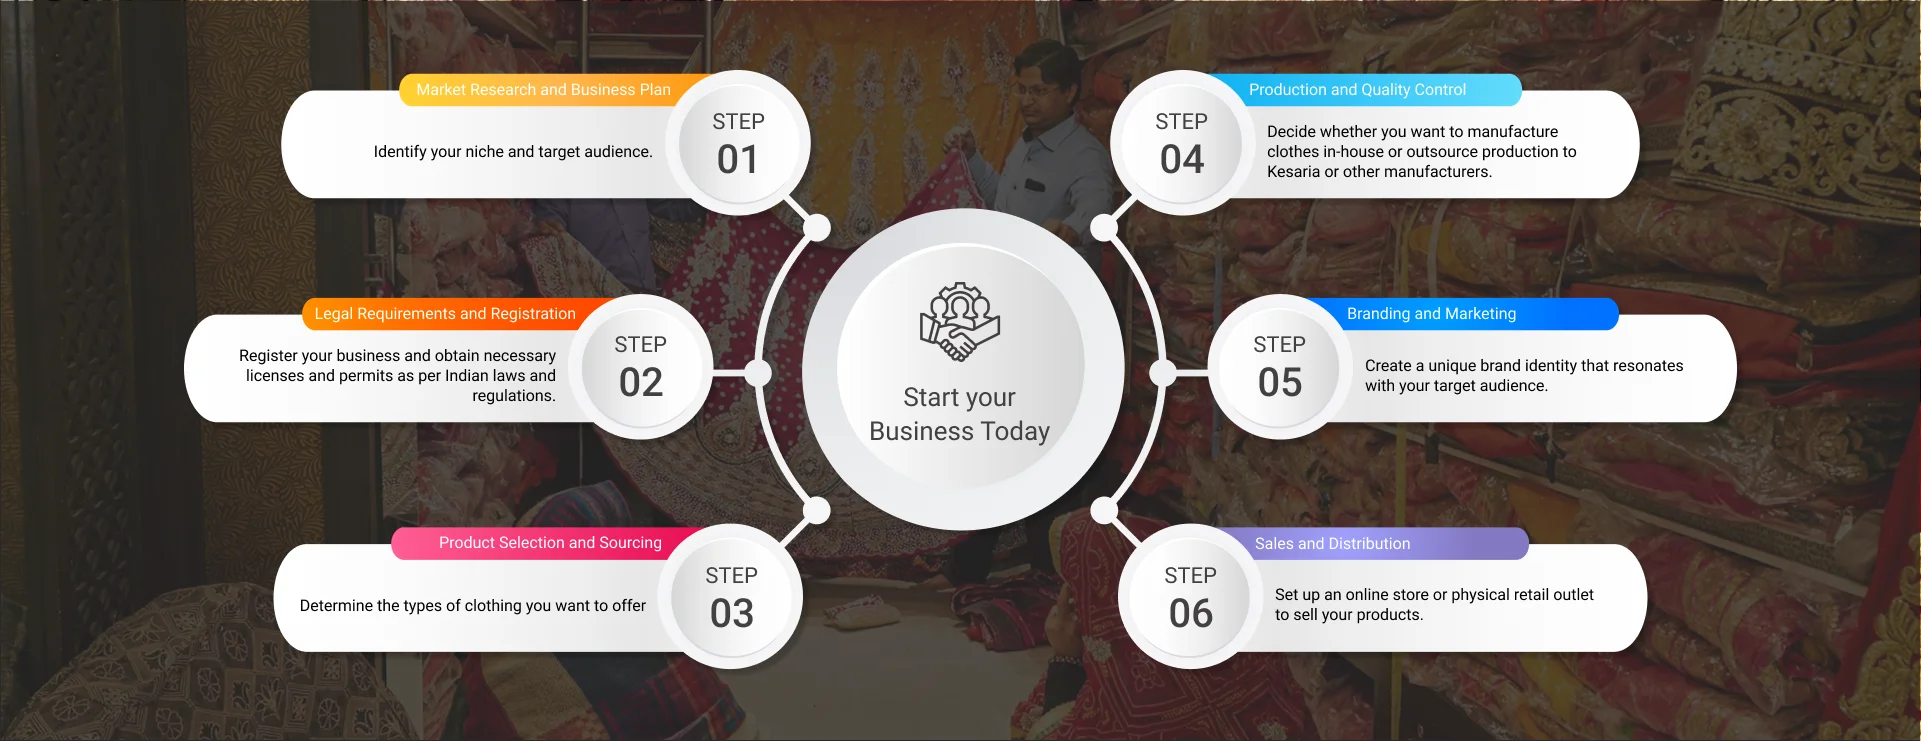 Market Research and Business Plan
STEP
01
Identify your niche and target audience.
Legal Requirements and Registration
STEP
02
Register your business and obtain necessary
licenses and permits as per Indian laws and
regulations.
Product Selection and Sourcing
STEP
03
Determine the types of clothing you want to offer
Start your
Business Today
Production and Quality Control
STEP
04
Decide whether you want to manufacture
clothes in-house or outsource production to
Kesaria or other manufacturers.
Branding and Marketing
STEP
05
Create a unique brand identity that resonates
with your target audience.
Sales and Distribution
STEP
06
Set up an online store or physical retail outlet
to sell your products.